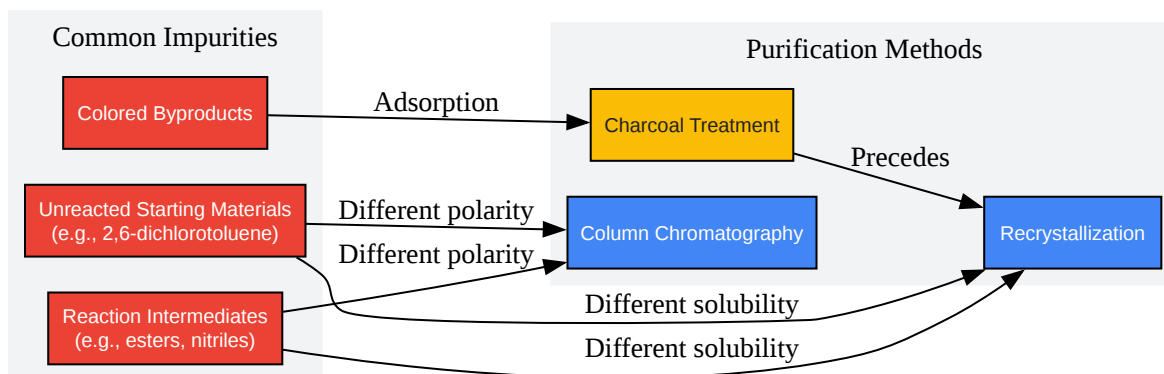 Common Impurities
Purification Methods
Colored Byproducts
Adsorption
Charcoal Treatment
Precedes
Unreacted Starting Materials
(e.g., 2,6-dichlorotoluene)
Different polarity
Column Chromatography
Recrystallization
Different polarity
Reaction Intermediates
(e.g., esters, nitriles)
Different solubility
Different solubility